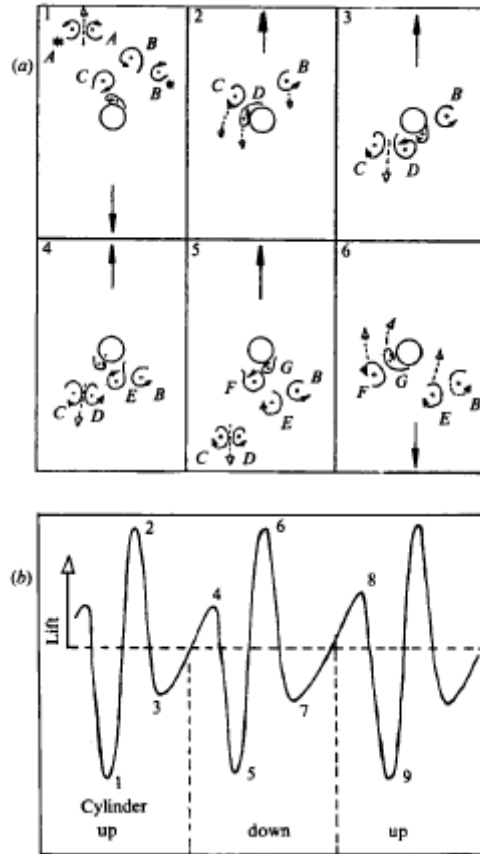 (a)
1
A* A
B
C
B*
2
C D B
3
B
C D
4
C D E B
5
F G
B
E
C D
6
F G
E B
(b)
Lift
2
6
4
8
3
7
1
5
9
Cylinder
up
down
up